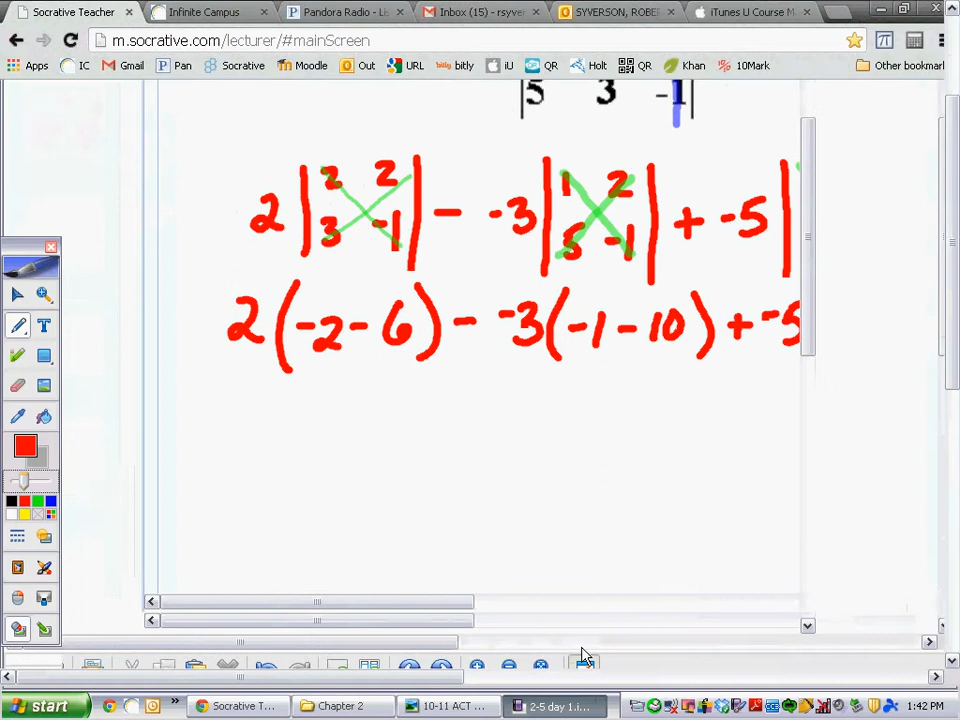 Socrative Teacher Infinite Campus Pandora Radio - Lis Inbox (15) - rsyver SYVERSON, ROBER iTunes U Course M
m.socrative.com/lecturer/#mainScreen
Apps IC Gmail Pan Socrative Moodle Out URL bitly iU QR Holt QR Khan 10Mark Other bookmark
|5 3 -1|
2 |2 2| - -3 |1 2| + -5 |
|3 -1| |5 -1|
2(-2-6) - -3(-1-10) + -5
start Socrative T... Chapter 2 10-11 ACT ... 2-5 day 1.i... 1:42 PM